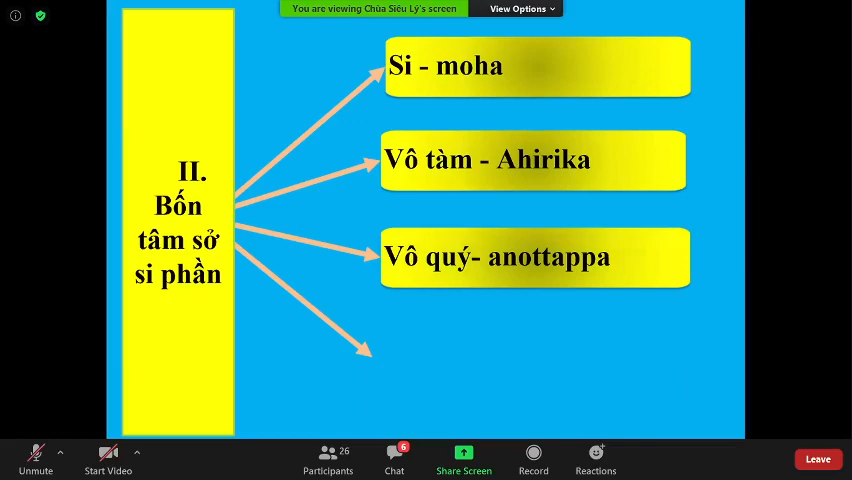 You are viewing Chùa Siêu Lý's screen
View Options
II.
Bốn
tâm sở
si phần
Si - moha
Vô tàm - Ahirika
Vô quý- anottappa
Unmute
Start Video
26
Participants
6
Chat
Share Screen
Record
Reactions
Leave